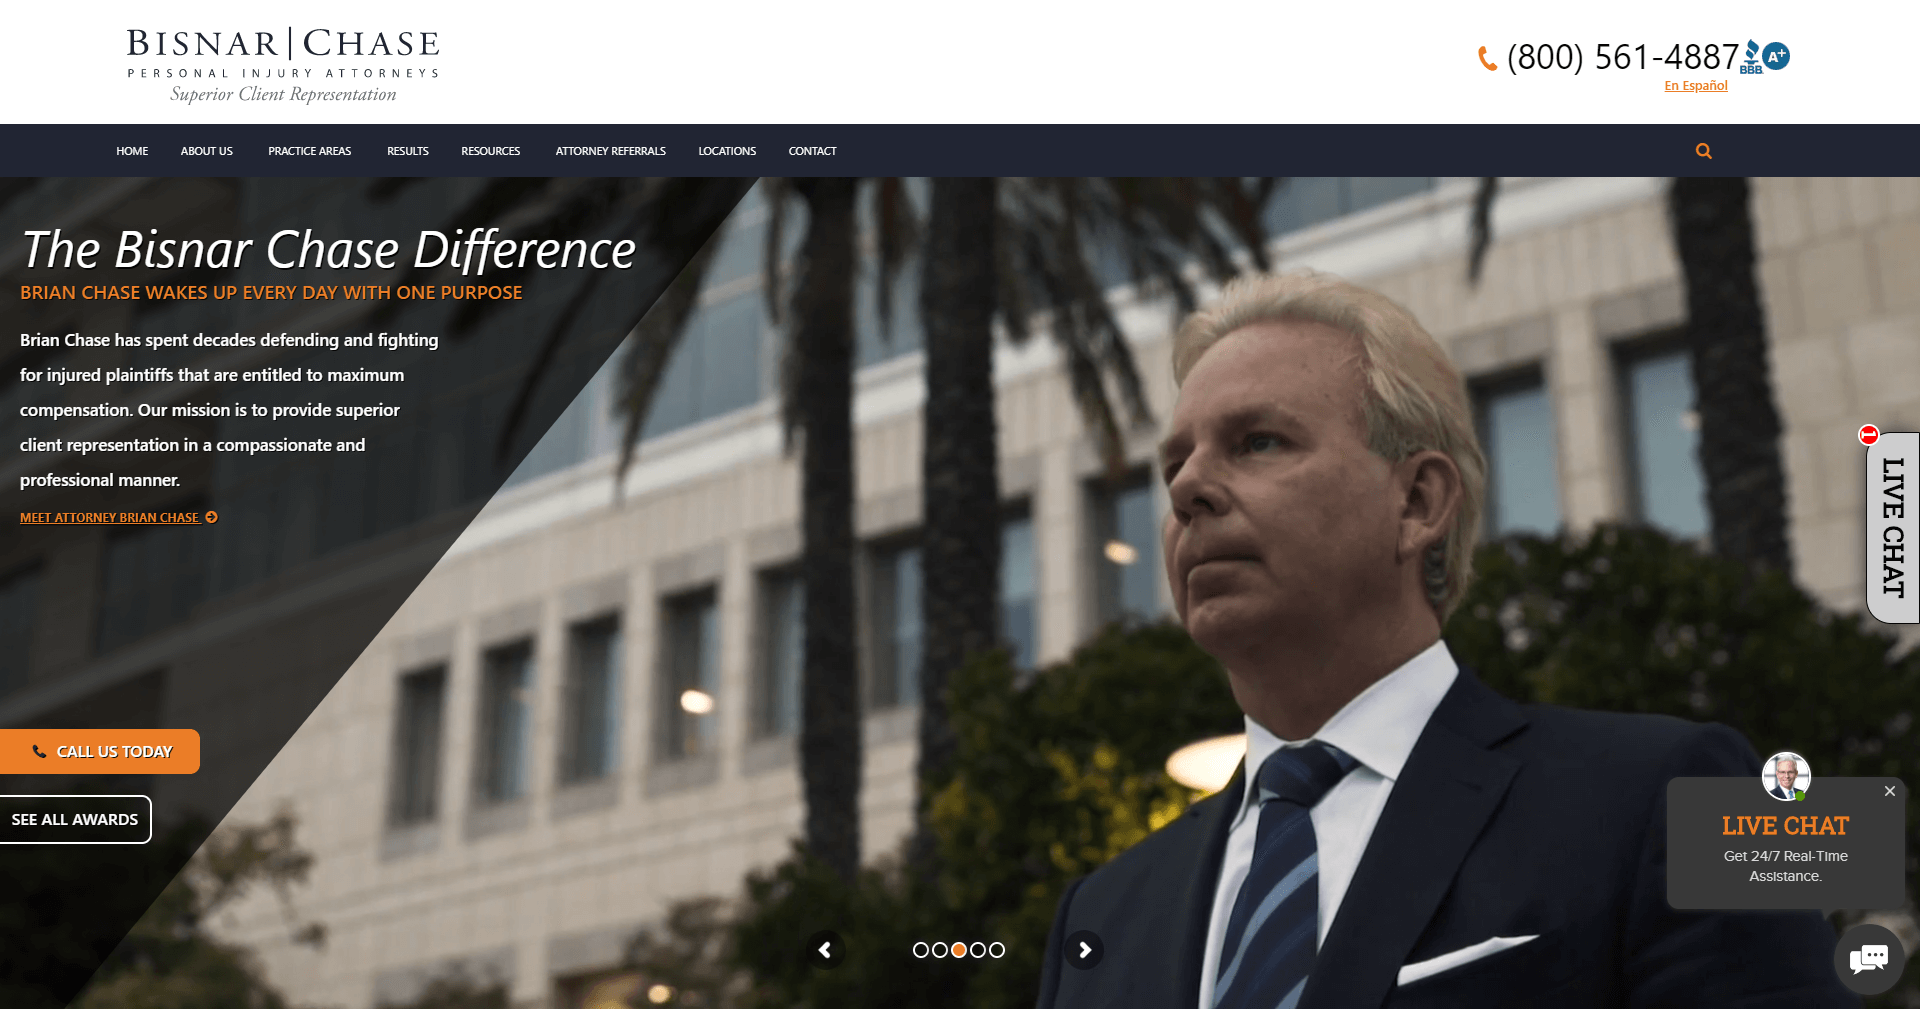 BISNAR | CHASE
PERSONAL INJURY ATTORNEYS
Superior Client Representation
(800) 561-4887
BBB
A+
En Español
HOME
ABOUT US
PRACTICE AREAS
RESULTS
RESOURCES
ATTORNEY REFERRALS
LOCATIONS
CONTACT
The Bisnar Chase Difference
BRIAN CHASE WAKES UP EVERY DAY WITH ONE PURPOSE
Brian Chase has spent decades defending and fighting
for injured plaintiffs that are entitled to maximum
compensation. Our mission is to provide superior
client representation in a compassionate and
professional manner.
MEET ATTORNEY BRIAN CHASE
CALL US TODAY
SEE ALL AWARDS
1
LIVE CHAT
LIVE CHAT
Get 24/7 Real-Time
Assistance.